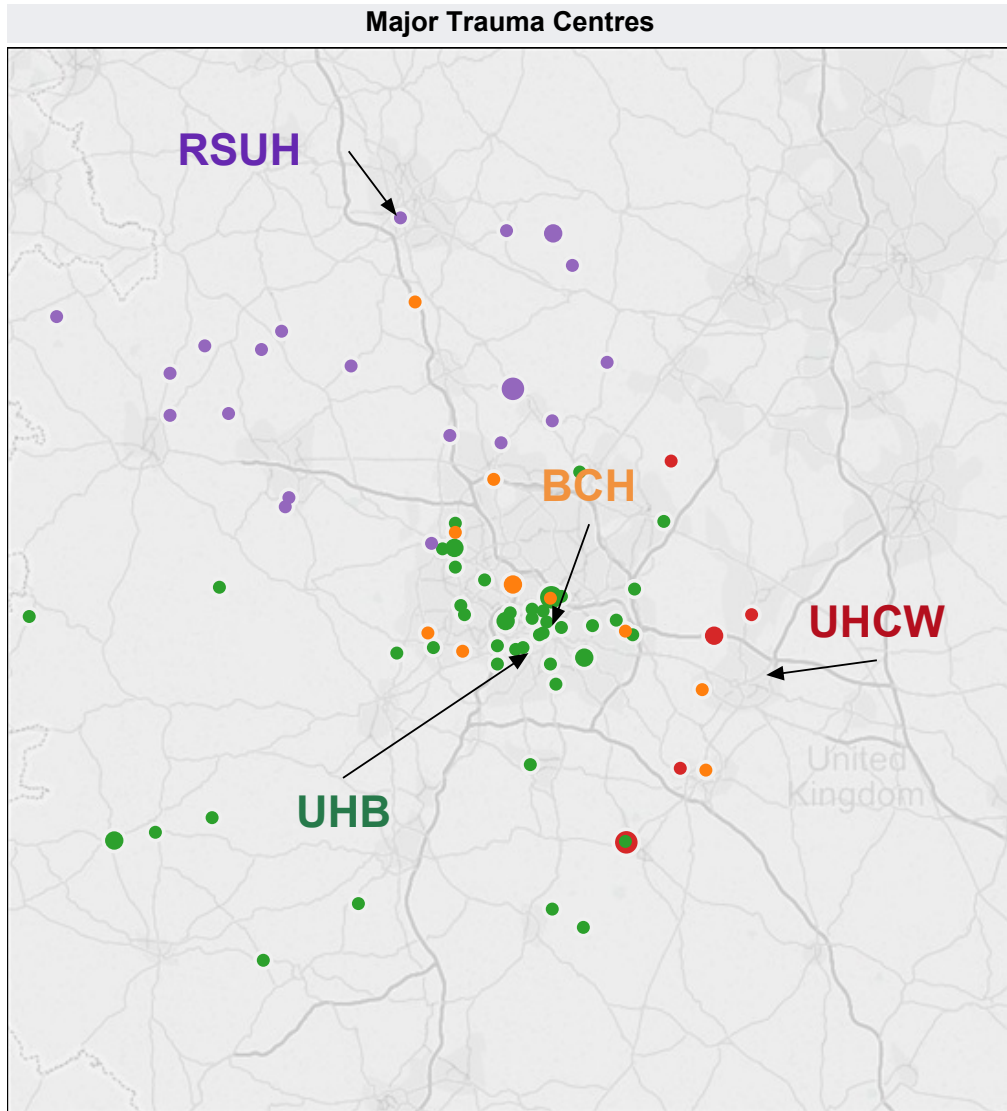 Major Trauma Centres
RSUH
BCH
UHCW
United
Kingdom
UHB